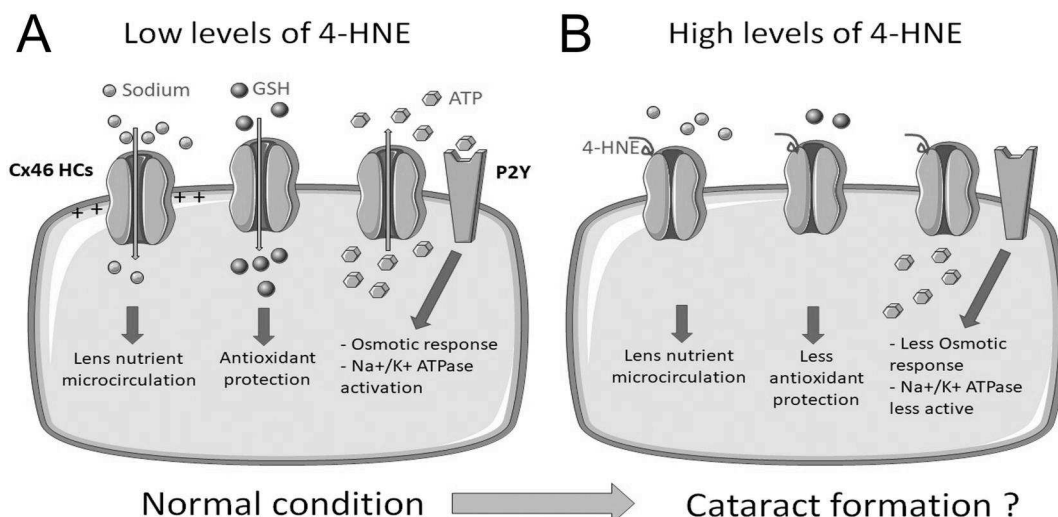 A
Low levels of 4-HNE
Sodium
GSH
ATP
Cx46 HCs
P2Y
+ +
+ +
Lens nutrient
microcirculation
Antioxidant
protection
- Osmotic response
- Na+/K+ ATPase
activation
Normal condition
B
High levels of 4-HNE
4-HNE
Lens nutrient
microcirculation
Less
antioxidant
protection
- Less Osmotic
response
- Na+/K+ ATPase
less active
Cataract formation ?